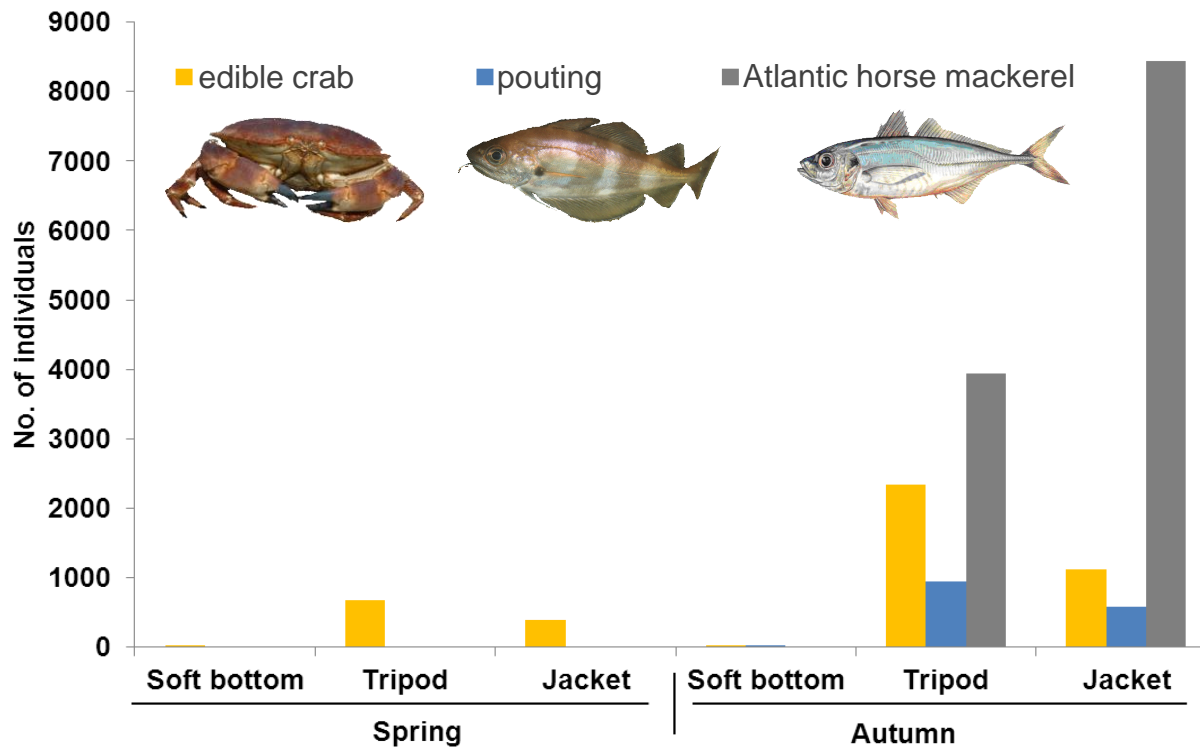 9000
8000
7000
6000
5000
4000
3000
2000
1000
0
No. of individuals
edible crab pouting Atlantic horse mackerel
Soft bottom Tripod Jacket Soft bottom Tripod Jacket
Spring Autumn